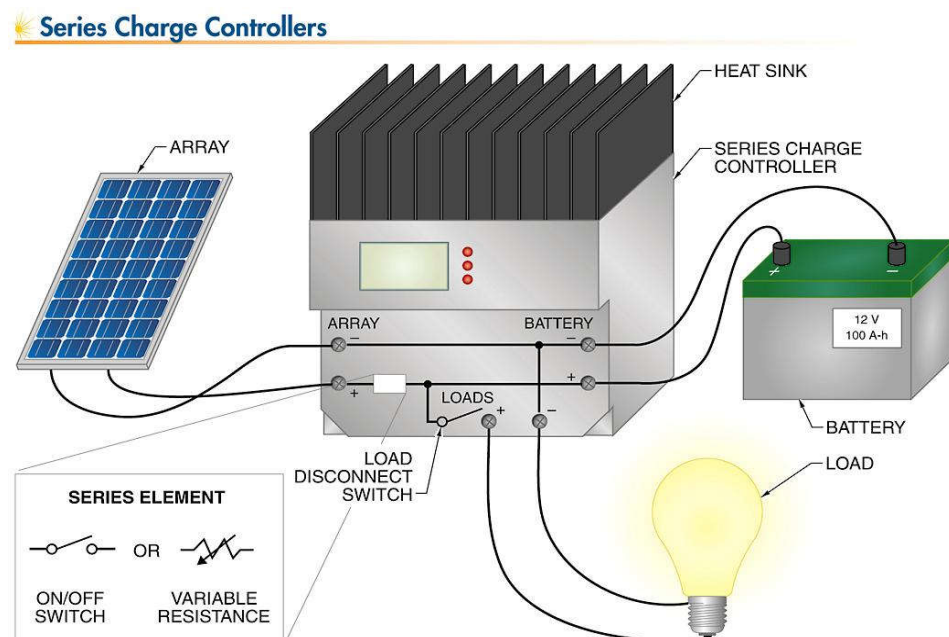 Series Charge Controllers
HEAT SINK
ARRAY
SERIES CHARGE
CONTROLLER
12 V
100 A-h
ARRAY
BATTERY
−
−
+
+
+
−
LOADS
+
−
LOAD
DISCONNECT
SWITCH
BATTERY
LOAD
SERIES ELEMENT
OR
ON/OFF
SWITCH
VARIABLE
RESISTANCE